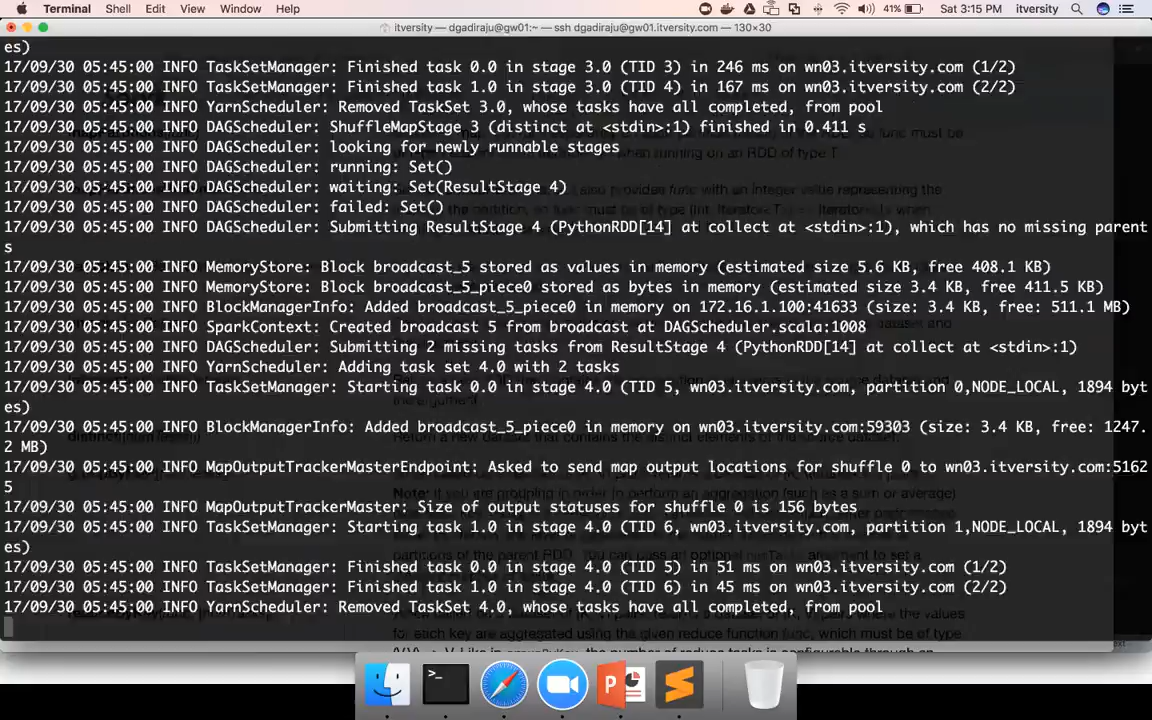 Terminal Shell Edit View Window Help 41% Sat 3:15 PM itversity
itversity — dgadiraju@gw01:~ — ssh dgadiraju@gw01.itversity.com — 130×30
es)
17/09/30 05:45:00 INFO TaskSetManager: Finished task 0.0 in stage 3.0 (TID 3) in 246 ms on wn03.itversity.com (1/2)
17/09/30 05:45:00 INFO TaskSetManager: Finished task 1.0 in stage 3.0 (TID 4) in 167 ms on wn03.itversity.com (2/2)
17/09/30 05:45:00 INFO YarnScheduler: Removed TaskSet 3.0, whose tasks have all completed, from pool
17/09/30 05:45:00 INFO DAGScheduler: ShuffleMapStage 3 (distinct at <stdin>:1) finished in 0.411 s
17/09/30 05:45:00 INFO DAGScheduler: looking for newly runnable stages
17/09/30 05:45:00 INFO DAGScheduler: running: Set()
17/09/30 05:45:00 INFO DAGScheduler: waiting: Set(ResultStage 4)
17/09/30 05:45:00 INFO DAGScheduler: failed: Set()
17/09/30 05:45:00 INFO DAGScheduler: Submitting ResultStage 4 (PythonRDD[14] at collect at <stdin>:1), which has no missing parent
s
17/09/30 05:45:00 INFO MemoryStore: Block broadcast_5 stored as values in memory (estimated size 5.6 KB, free 408.1 KB)
17/09/30 05:45:00 INFO MemoryStore: Block broadcast_5_piece0 stored as bytes in memory (estimated size 3.4 KB, free 411.5 KB)
17/09/30 05:45:00 INFO BlockManagerInfo: Added broadcast_5_piece0 in memory on 172.16.1.100:41633 (size: 3.4 KB, free: 511.1 MB)
17/09/30 05:45:00 INFO SparkContext: Created broadcast 5 from broadcast at DAGScheduler.scala:1008
17/09/30 05:45:00 INFO DAGScheduler: Submitting 2 missing tasks from ResultStage 4 (PythonRDD[14] at collect at <stdin>:1)
17/09/30 05:45:00 INFO YarnScheduler: Adding task set 4.0 with 2 tasks
17/09/30 05:45:00 INFO TaskSetManager: Starting task 0.0 in stage 4.0 (TID 5, wn03.itversity.com, partition 0,NODE_LOCAL, 1894 byt
es)
17/09/30 05:45:00 INFO BlockManagerInfo: Added broadcast_5_piece0 in memory on wn03.itversity.com:59303 (size: 3.4 KB, free: 1247.
2 MB)
17/09/30 05:45:00 INFO MapOutputTrackerMasterEndpoint: Asked to send map output locations for shuffle 0 to wn03.itversity.com:5162
5
17/09/30 05:45:00 INFO MapOutputTrackerMaster: Size of output statuses for shuffle 0 is 156 bytes
17/09/30 05:45:00 INFO TaskSetManager: Starting task 1.0 in stage 4.0 (TID 6, wn03.itversity.com, partition 1,NODE_LOCAL, 1894 byt
es)
17/09/30 05:45:00 INFO TaskSetManager: Finished task 0.0 in stage 4.0 (TID 5) in 51 ms on wn03.itversity.com (1/2)
17/09/30 05:45:00 INFO TaskSetManager: Finished task 1.0 in stage 4.0 (TID 6) in 45 ms on wn03.itversity.com (2/2)
17/09/30 05:45:00 INFO YarnScheduler: Removed TaskSet 4.0, whose tasks have all completed, from pool